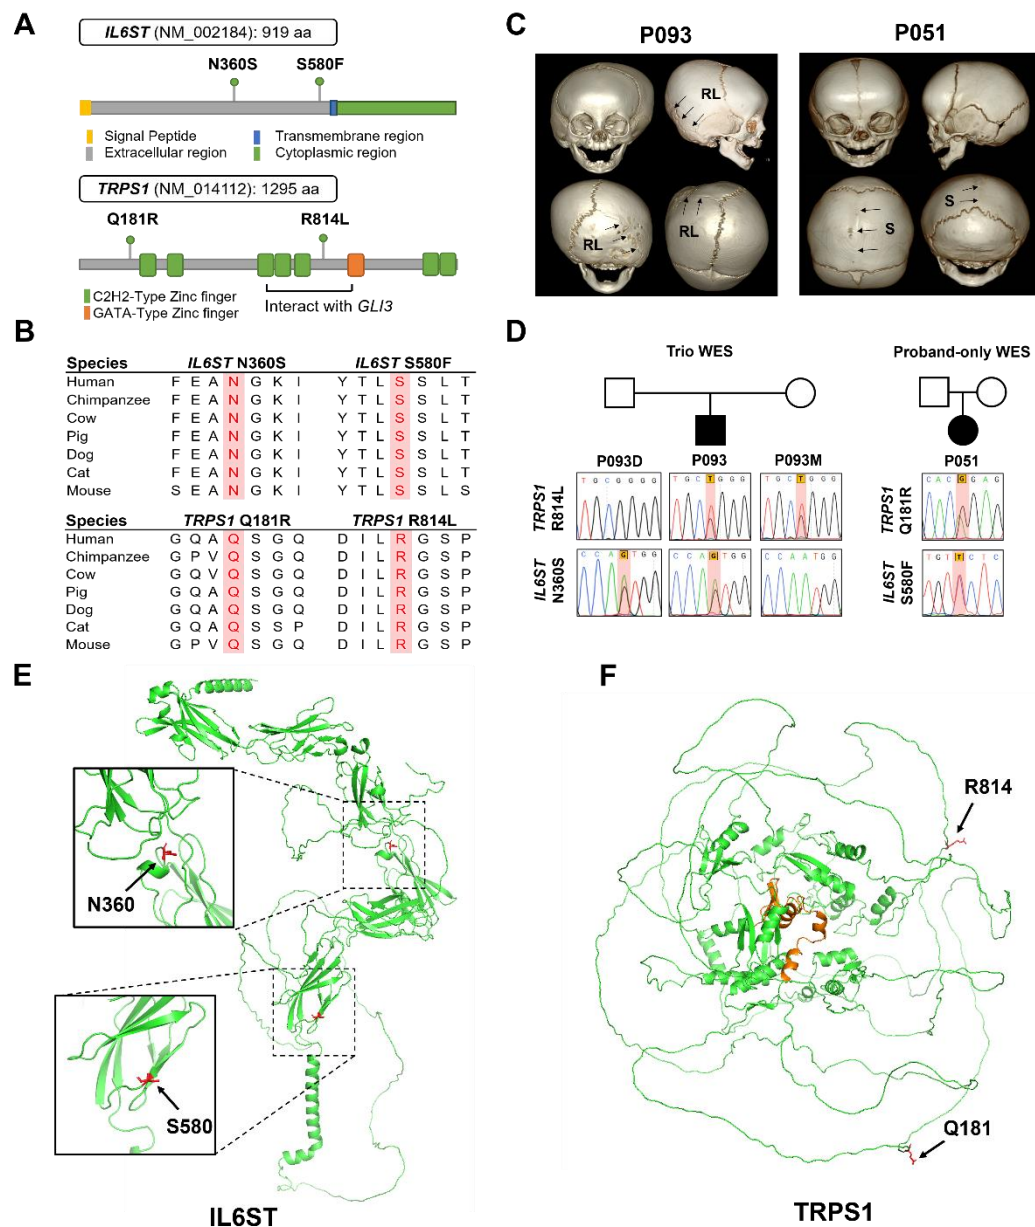 A
IL6ST (NM_002184): 919 aa
N360S S580F
Signal Peptide Transmembrane region
Extracellular region Cytoplasmic region
TRPS1 (NM_014112): 1295 aa
Q181R R814L
C2H2-Type Zinc finger Interact with GLI3
GATA-Type Zinc finger
B
Species IL6ST N360S IL6ST S580F
Human F E A N G K I Y T L S S L T
Chimpanzee F E A N G K I Y T L S S L T
Cow F E A N G K I Y T L S S L T
Pig F E A N G K I Y T L S S L T
Dog F E A N G K I Y T L S S L T
Cat F E A N G K I Y T L S S L T
Mouse S E A N G K I Y T L S S L S
Species TRPS1 Q181R TRPS1 R814L
Human G Q A Q S G Q D I L R G S P
Chimpanzee G P V Q S G Q D I L R G S P
Cow G Q V Q S G Q D I L R G S P
Pig G Q A Q S G Q D I L R G S P
Dog G Q A Q S G Q D I L R G S P
Cat G Q A Q S S P D I L R G S P
Mouse G P V Q S G Q D I L R G S P
C
P093 P051
RL
RL RL S S
D
Trio WES Proband-only WES
P093D P093 P093M P051
TRPS1 R814L
T G C G G G G
T G C T G G G
T G C T G G G
TRPS1 Q181R
C A C G G A G
IL6ST N360S
C C A G T G G
C C A G T G G
C C A A T G G
IL6ST S580F
T G T T C T C
E
N360
S580
IL6ST
F
R814
Q181
TRPS1